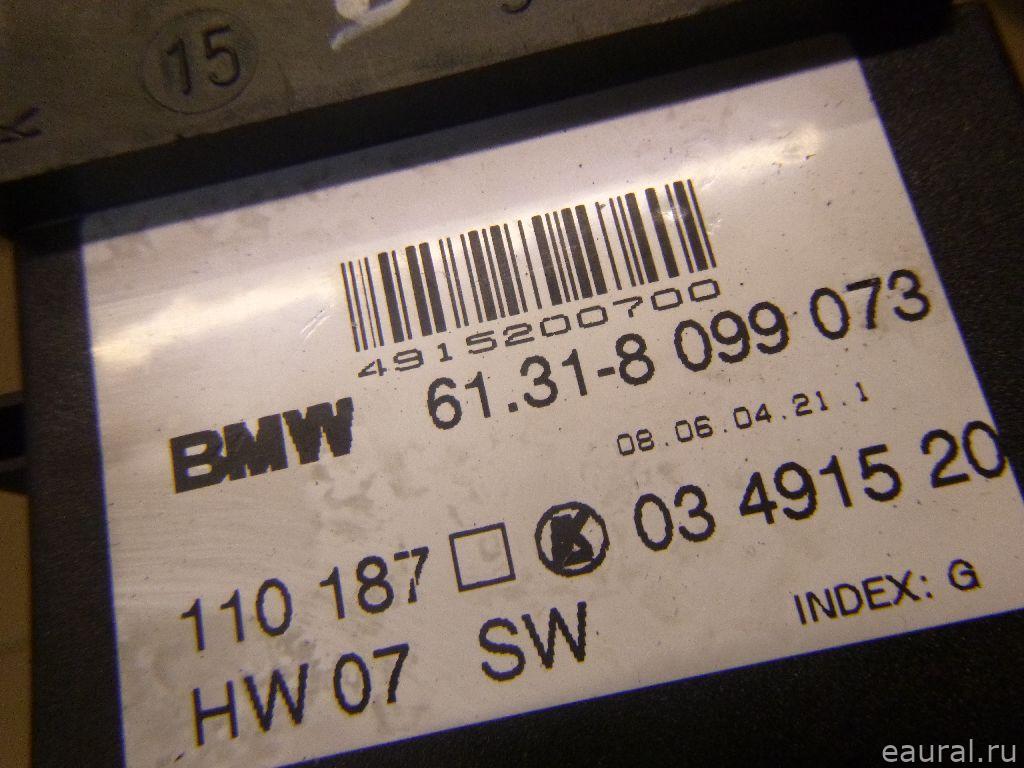 15
4915200700
BMW 61.31-8 099 073
08.06.04.21.1
110 187 K 03 4915 20
HW 07 SW INDEX: G
eaural.ru